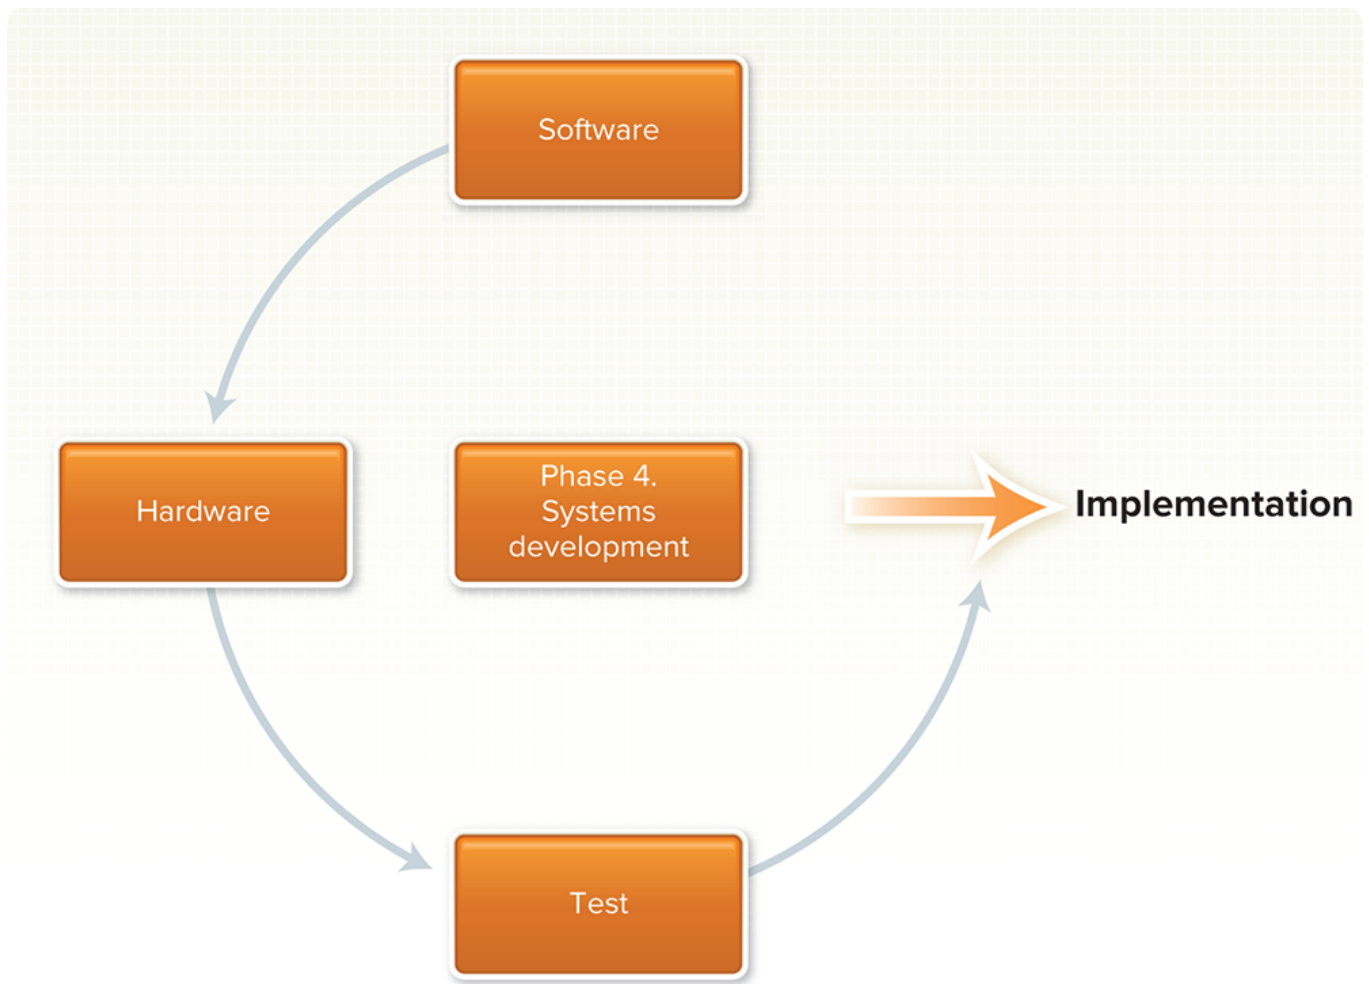 Software
Hardware
Phase 4.
Systems
development
Implementation
Test